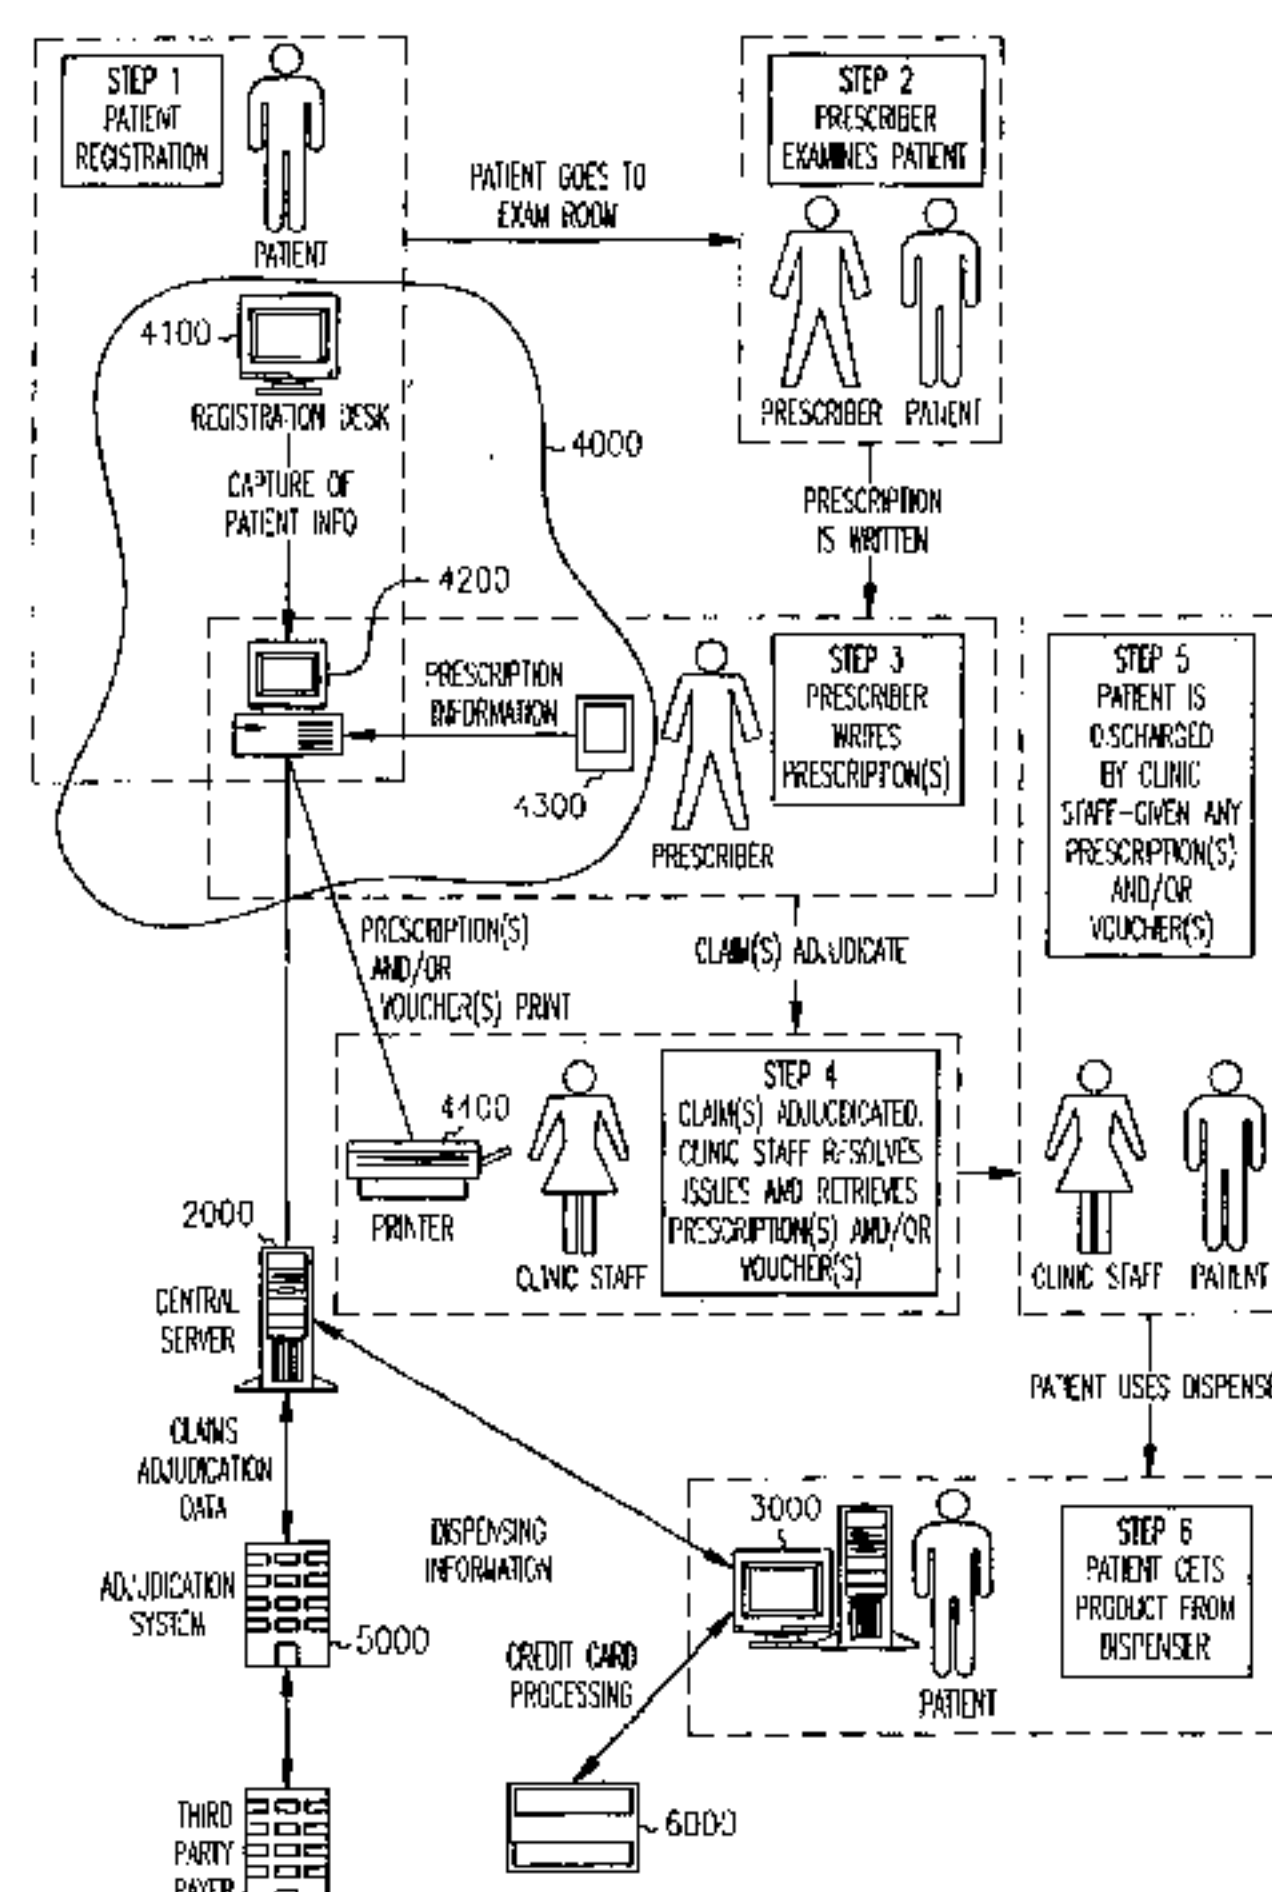 STEP 1
PATIENT
REGISTRATION
PATIENT
PATIENT GOES TO
EXAM ROOM
STEP 2
PRESCRIBER
EXAMINES PATIENT
PRESCRIBER
PATIENT
4100
REGISTRATION DESK
4000
CAPTURE OF
PATIENT INFO
PRESCRIPTION
IS WRITTEN
4200
PRESCRIPTION
INFORMATION
4300
PRESCRIBER
STEP 3
PRESCRIBER
WRITES
PRESCRIPTION(S)
STEP 5
PATIENT IS
DISCHARGED
BY CLINIC
STAFF-GIVEN ANY
PRESCRIPTION(S)
AND/OR
VOUCHER(S)
PRESCRIPTION(S)
AND/OR
VOUCHER(S) PRINT
CLAIM(S) ADJUDICATE
4400
PRINTER
CLINIC STAFF
STEP 4
CLAIM(S) ADJUDICATED.
CLINIC STAFF RESOLVES
ISSUES AND RETRIEVES
PRESCRIPTION(S) AND/OR
VOUCHER(S)
CLINIC STAFF
PATIENT
2000
CENTRAL
SERVER
PATIENT USES DISPENSE
CLAIMS
ADJUDICATION
DATA
DISPENSING
INFORMATION
3000
PATIENT
STEP 6
PATIENT GETS
PRODUCT FROM
DISPENSER
ADJUDICATION
SYSTEM
5000
CREDIT CARD
PROCESSING
6000
THIRD
PARTY
PAYER